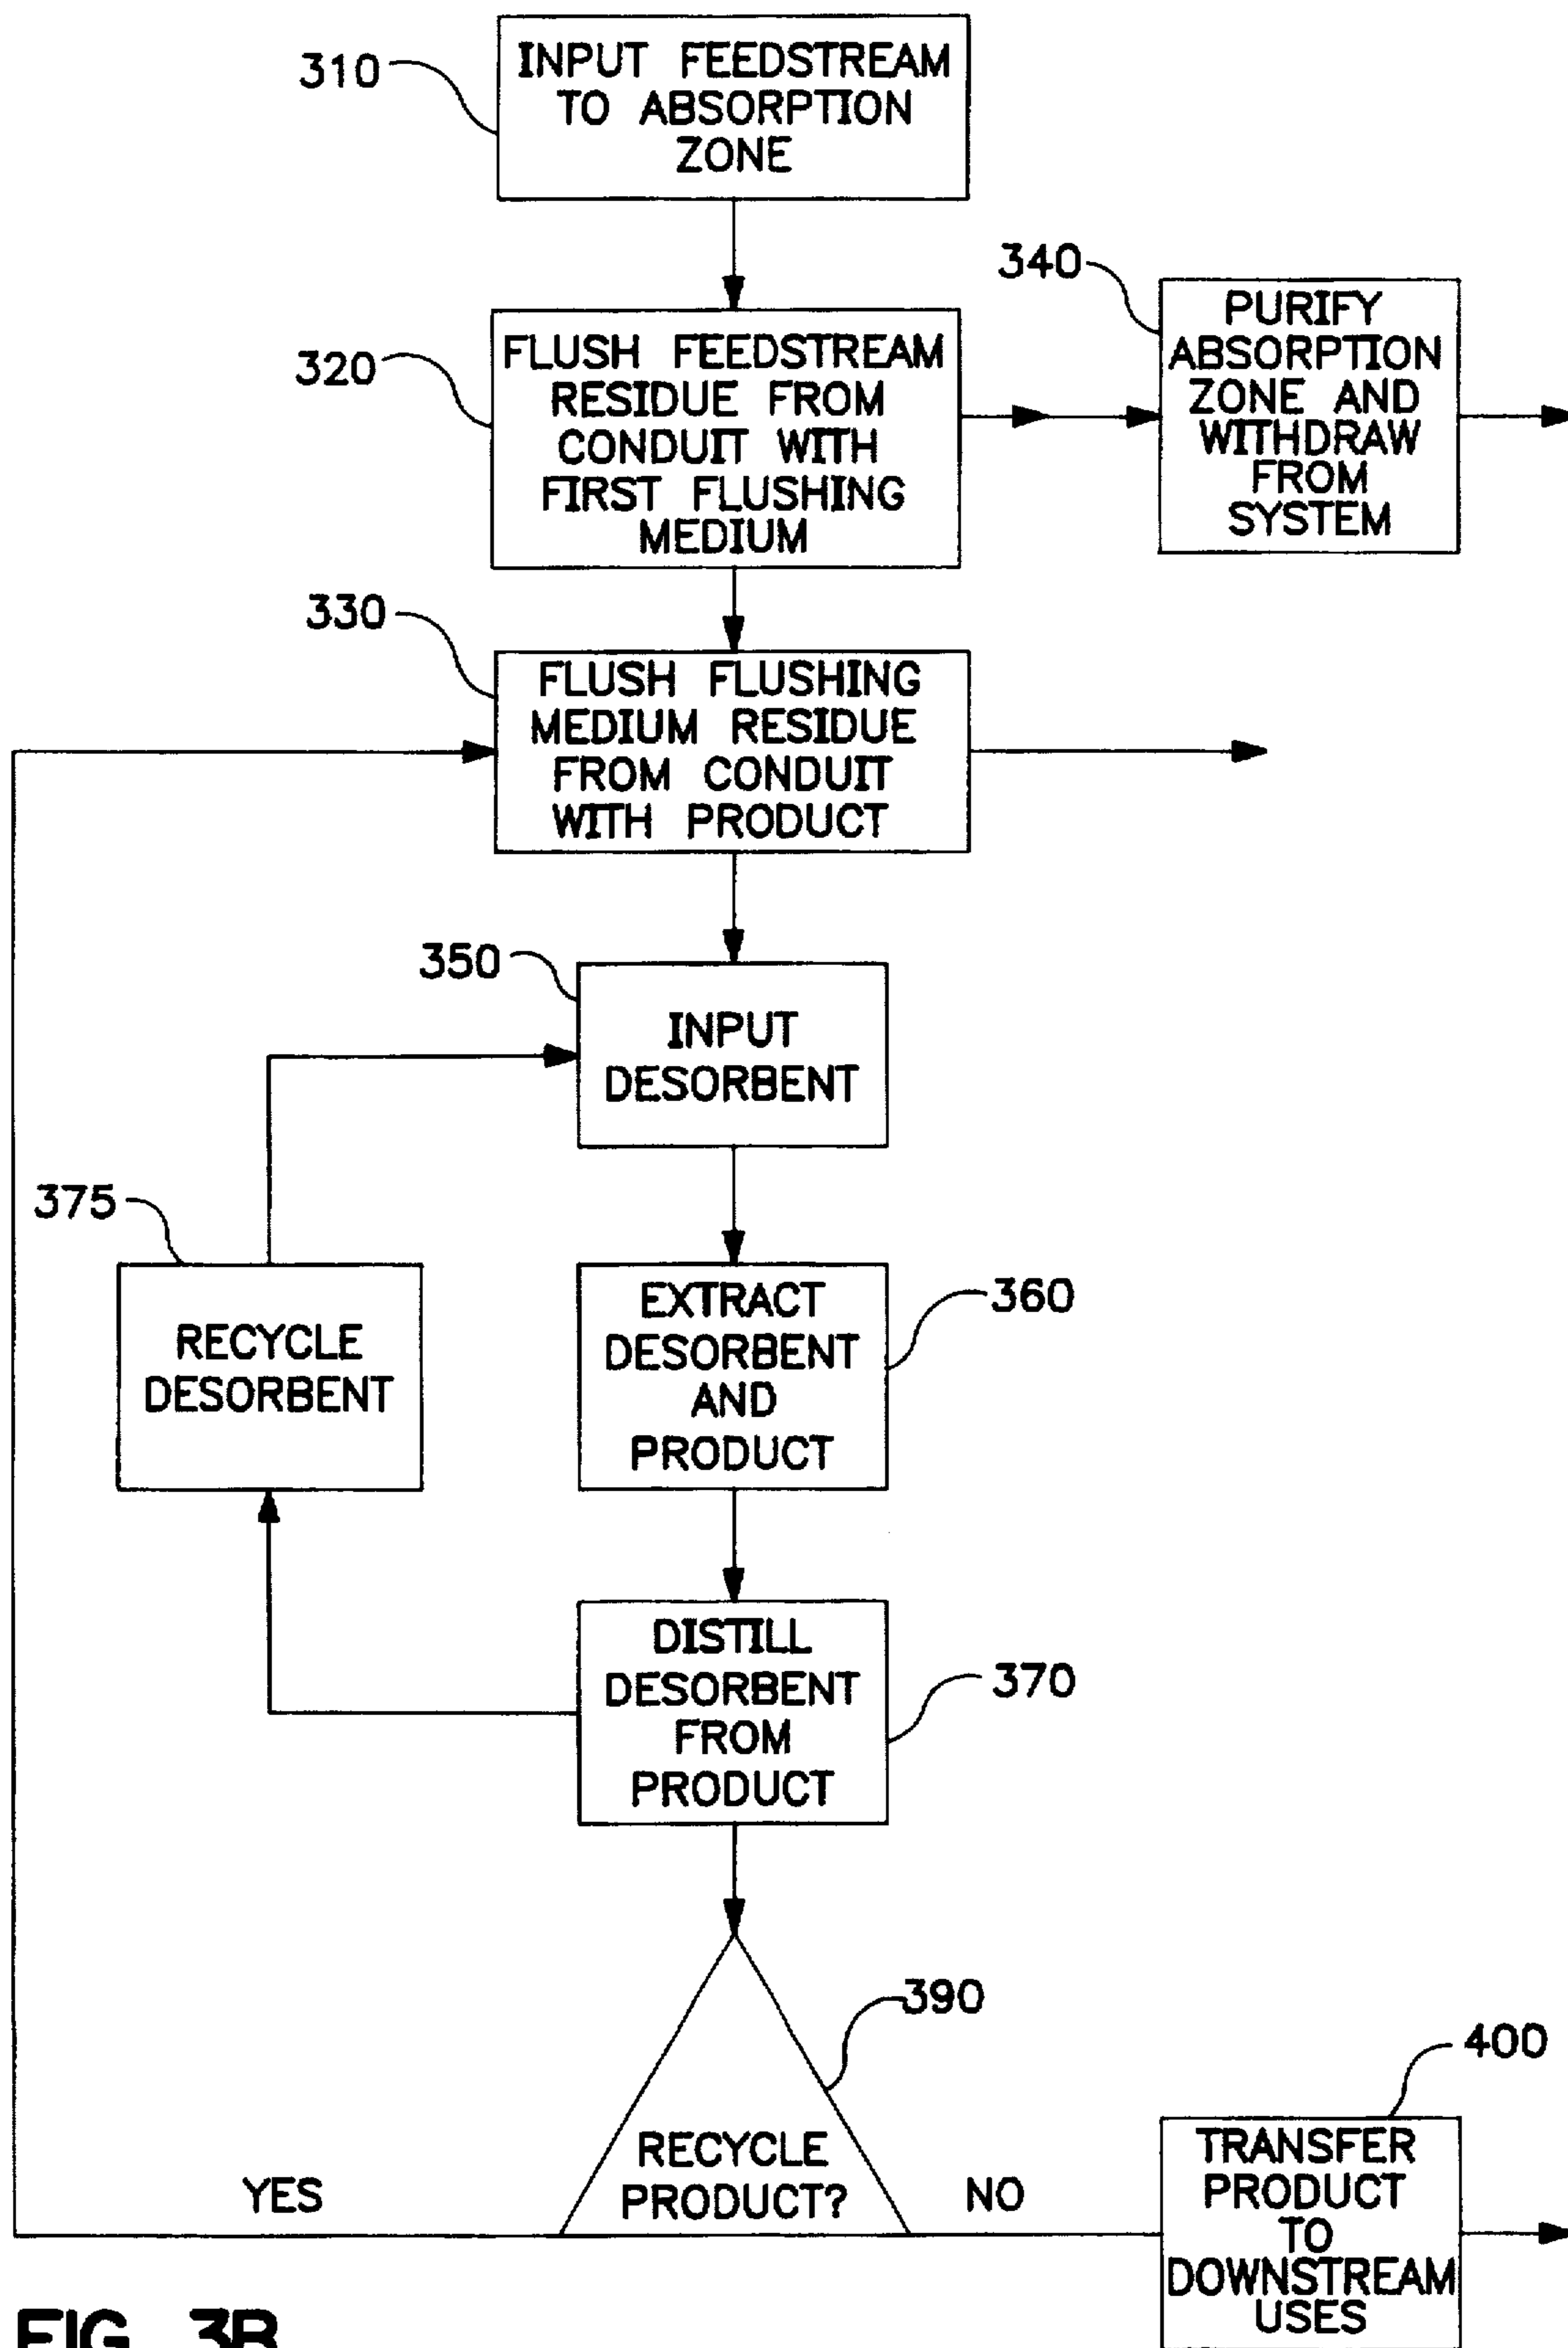 310
INPUT FEEDSTREAM
TO ABSORPTION
ZONE
340
PURIFY
ABSORPTION
ZONE AND
WITHDRAW
FROM
SYSTEM
320
FLUSH FEEDSTREAM
RESIDUE FROM
CONDUIT WITH
FIRST FLUSHING
MEDIUM
330
FLUSH FLUSHING
MEDIUM RESIDUE
FROM CONDUIT
WITH PRODUCT
350
INPUT
DESORBENT
375
RECYCLE
DESORBENT
EXTRACT
DESORBENT
AND
PRODUCT
360
DISTILL
DESORBENT
FROM
PRODUCT
370
390
RECYCLE
PRODUCT?
YES
NO
400
TRANSFER
PRODUCT
TO
DOWNSTREAM
USES
FIG. 3B